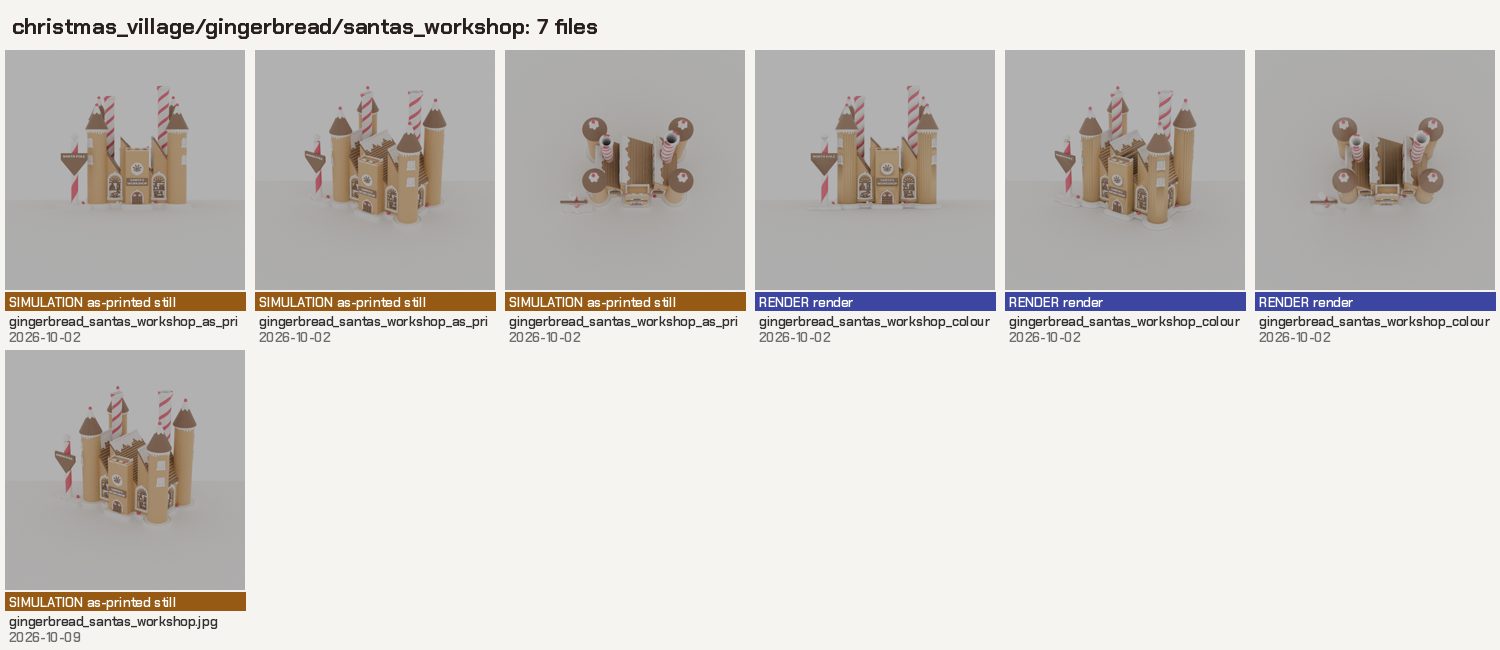 christmas_village/gingerbread/santas_workshop: 7 files
SIMULATION as-printed still
SIMULATION as-printed still
SIMULATION as-printed still
RENDER render
RENDER render
RENDER render
gingerbread_santas_workshop_as_pri
gingerbread_santas_workshop_as_pri
gingerbread_santas_workshop_as_pri
gingerbread_santas_workshop_colour
gingerbread_santas_workshop_colour
gingerbread_santas_workshop_colour
2026-10-02
2026-10-02
2026-10-02
2026-10-02
2026-10-02
2026-10-02
SIMULATION as-printed still
gingerbread_santas_workshop.jpg
2026-10-09